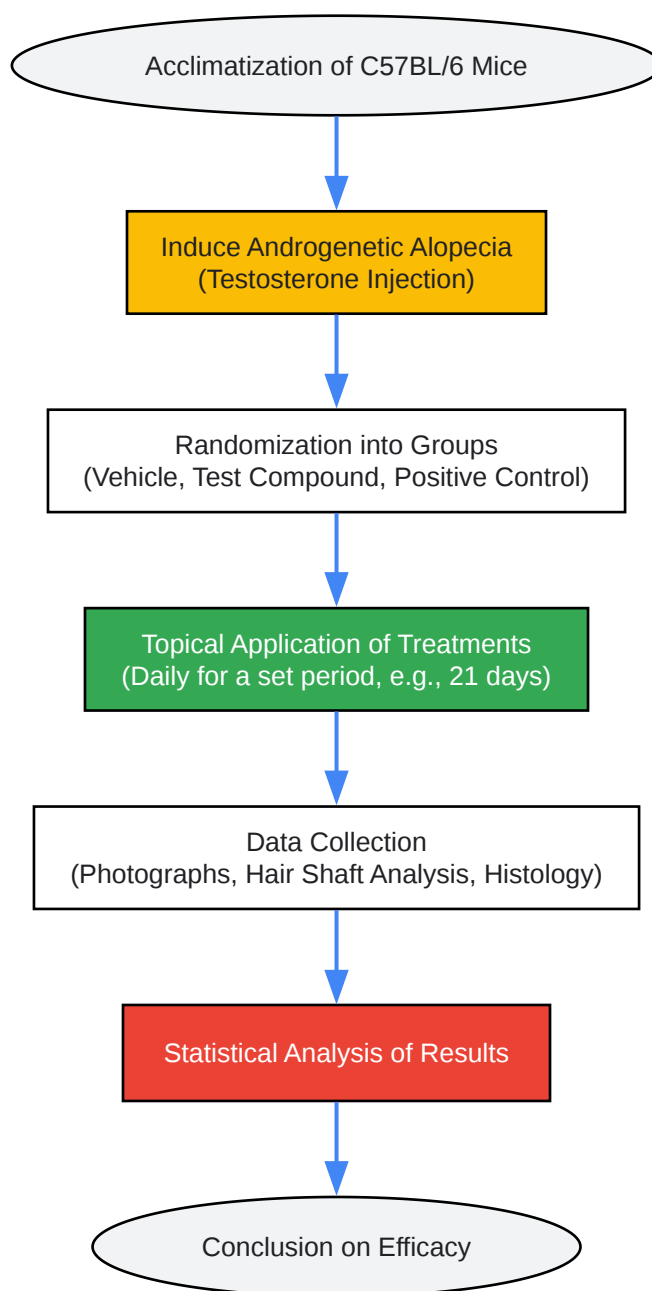 Acclimatization of C57BL/6 Mice
Induce Androgenetic Alopecia
(Testosterone Injection)
Randomization into Groups
(Vehicle, Test Compound, Positive Control)
Topical Application of Treatments
(Daily for a set period, e.g., 21 days)
Data Collection
(Photographs, Hair Shaft Analysis, Histology)
Statistical Analysis of Results
Conclusion on Efficacy